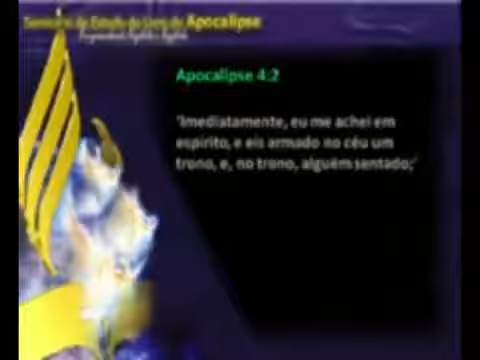 Seminário de Estudo do Livro de Apocalipse
Apocalipse 4:2
'Imediatamente, eu me achei em
espírito, e eis armado no céu um
trono, e, no trono, alguém sentado;'